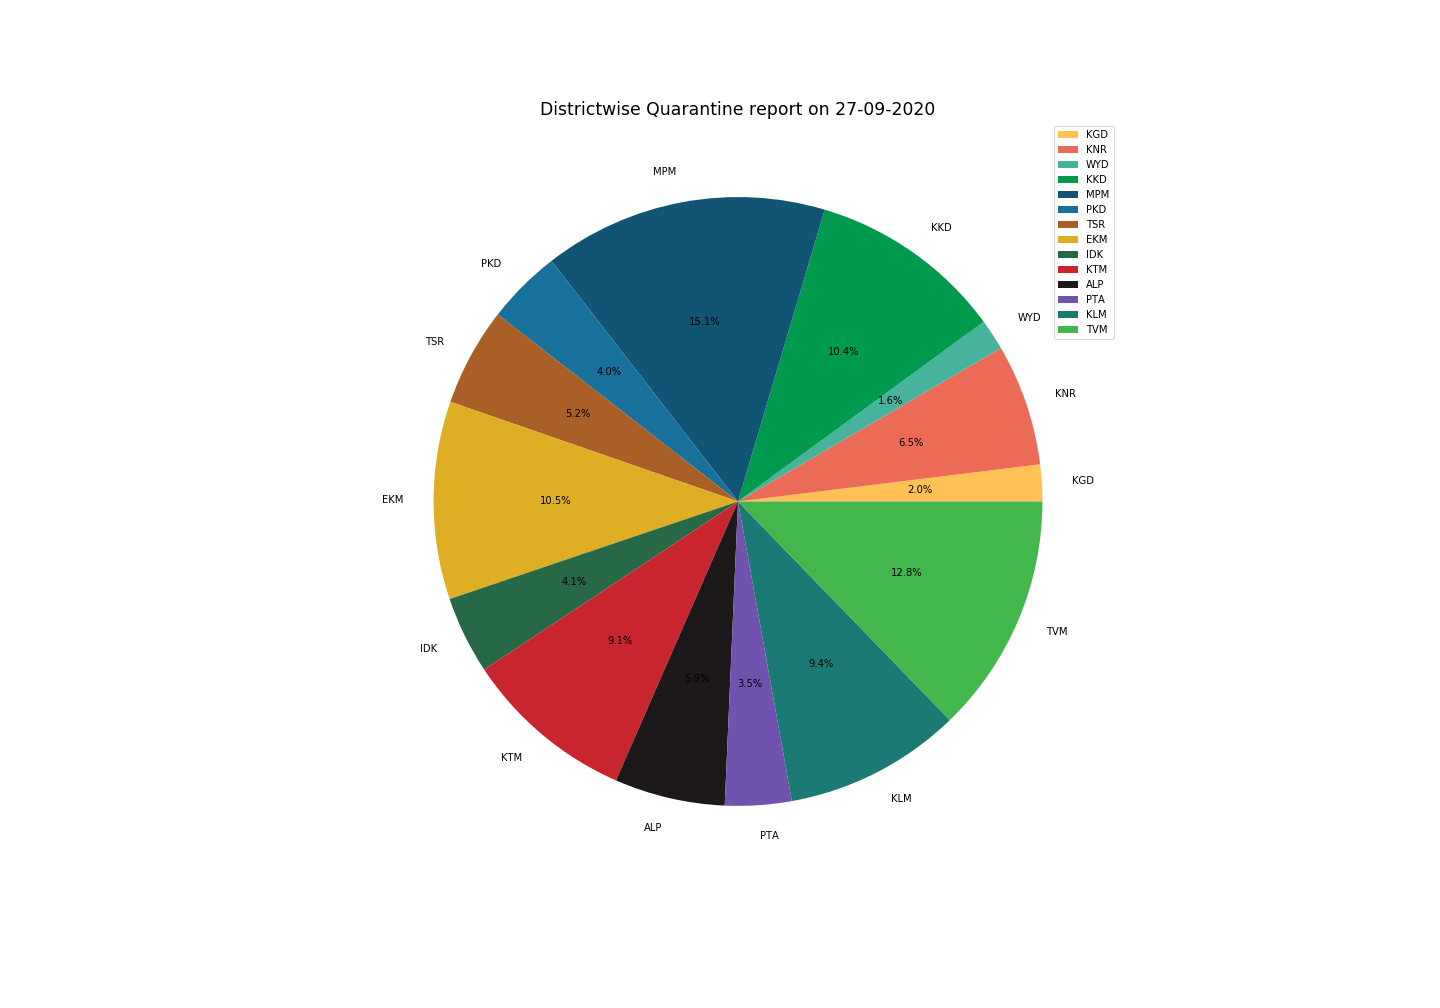 Districtwise Quarantine report on 27-09-2020
KGD
KNR
WYD
KKD
MPM
PKD
TSR
EKM
IDK
KTM
ALP
PTA
KLM
TVM
MPM
KKD
PKD
WYD
TSR
KNR
KGD
EKM
TVM
IDK
KTM
KLM
ALP
PTA
15.1%
10.4%
4.0%
1.6%
5.2%
6.5%
2.0%
10.5%
12.8%
4.1%
9.1%
9.4%
5.9%
3.5%